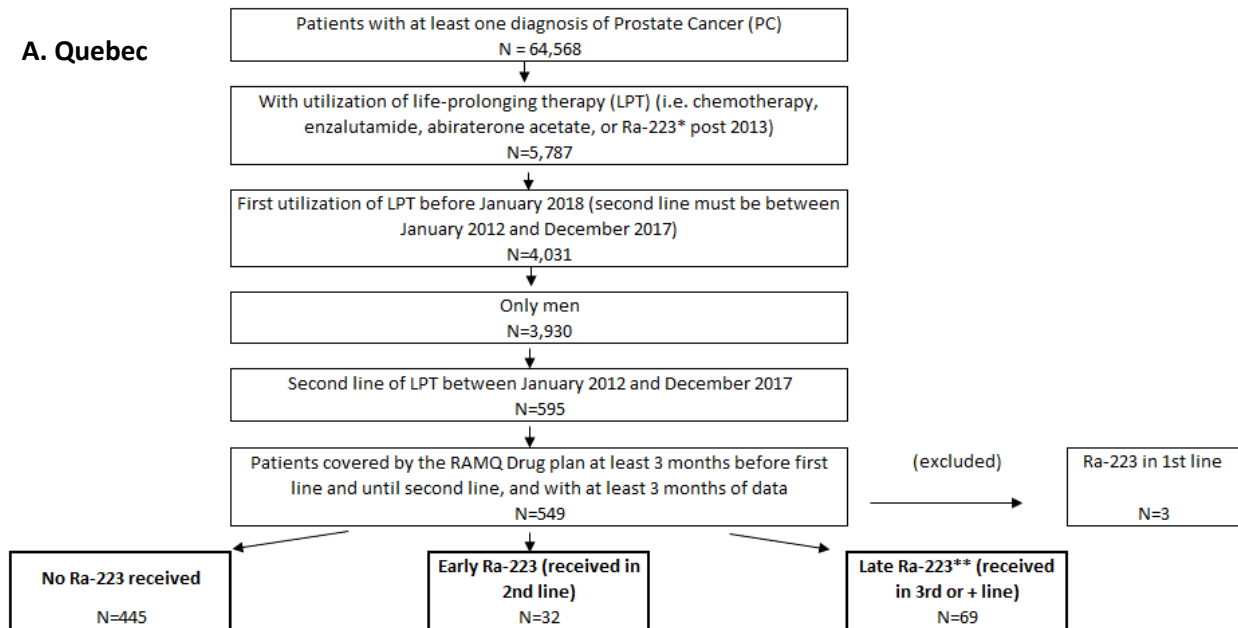 A. Quebec
Patients with at least one diagnosis of Prostate Cancer (PC)
N = 64,568
With utilization of life-prolonging therapy (LPT) (i.e. chemotherapy,
enzalutamide, abiraterone acetate, or Ra-223* post 2013)
N=5,787
First utilization of LPT before January 2018 (second line must be between
January 2012 and December 2017)
N=4,031
Only men
N=3,930
Second line of LPT between January 2012 and December 2017
N=595
Patients covered by the RAMQ Drug plan at least 3 months before first
line and until second line, and with at least 3 months of data
N=549
(excluded)
Ra-223 in 1st line
N=3
No Ra-223 received
N=445
Early Ra-223 (received in
2nd line)
N=32
Late Ra-223** (received
in 3rd or + line)
N=69